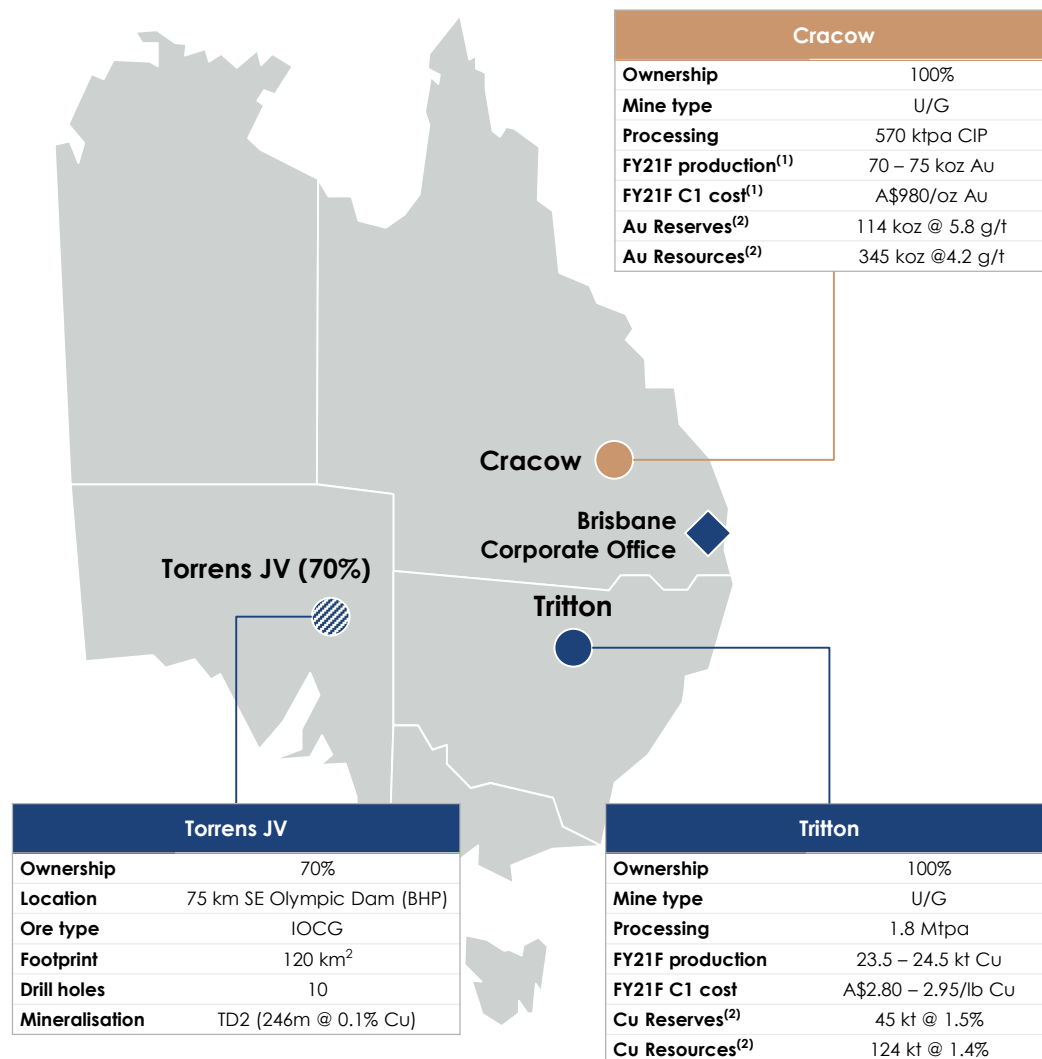 Cracow
Ownership 100%
Mine type U/G
Processing 570 ktpa CIP
FY21F production(1) 70 – 75 koz Au
FY21F C1 cost(1) A$980/oz Au
Au Reserves(2) 114 koz @ 5.8 g/t
Au Resources(2) 345 koz @4.2 g/t
Cracow
Brisbane
Corporate Office
Torrens JV (70%)
Tritton
Torrens JV
Ownership 70%
Location 75 km SE Olympic Dam (BHP)
Ore type IOCG
Footprint 120 km2
Drill holes 10
Mineralisation TD2 (246m @ 0.1% Cu)
Tritton
Ownership 100%
Mine type U/G
Processing 1.8 Mtpa
FY21F production 23.5 – 24.5 kt Cu
FY21F C1 cost A$2.80 – 2.95/lb Cu
Cu Reserves(2) 45 kt @ 1.5%
Cu Resources(2) 124 kt @ 1.4%